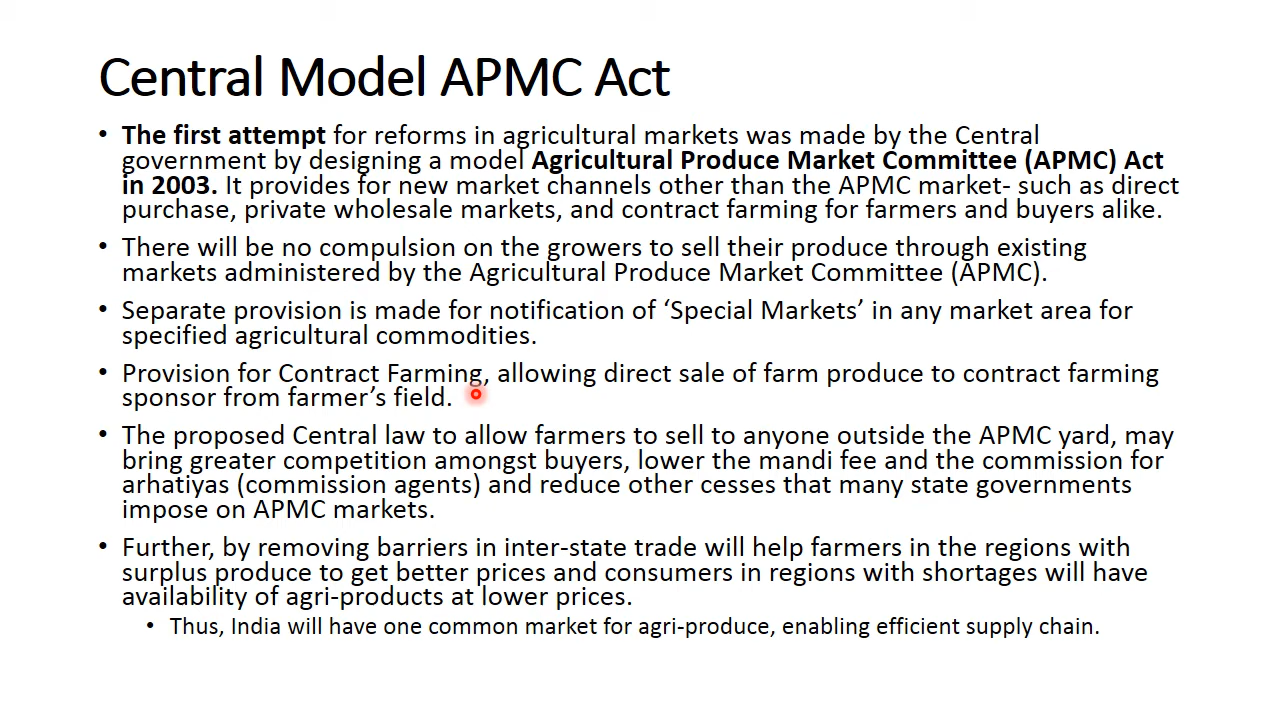 Central Model APMC Act
• The first attempt for reforms in agricultural markets was made by the Central
government by designing a model Agricultural Produce Market Committee (APMC) Act
in 2003. It provides for new market channels other than the APMC market- such as direct
purchase, private wholesale markets, and contract farming for farmers and buyers alike.
• There will be no compulsion on the growers to sell their produce through existing
markets administered by the Agricultural Produce Market Committee (APMC).
• Separate provision is made for notification of ‘Special Markets’ in any market area for
specified agricultural commodities.
• Provision for Contract Farming, allowing direct sale of farm produce to contract farming
sponsor from farmer’s field.
• The proposed Central law to allow farmers to sell to anyone outside the APMC yard, may
bring greater competition amongst buyers, lower the mandi fee and the commission for
arhatiyas (commission agents) and reduce other cesses that many state governments
impose on APMC markets.
• Further, by removing barriers in inter-state trade will help farmers in the regions with
surplus produce to get better prices and consumers in regions with shortages will have
availability of agri-products at lower prices.
• Thus, India will have one common market for agri-produce, enabling efficient supply chain.